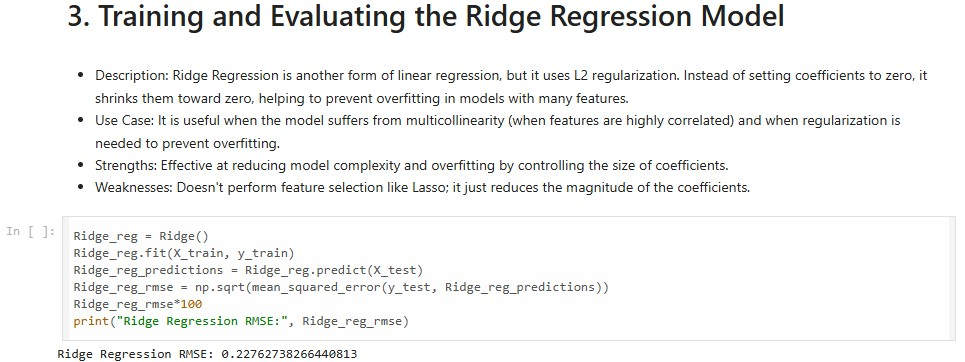 3. Training and Evaluating the Ridge Regression Model
• Description: Ridge Regression is another form of linear regression, but it uses L2 regularization. Instead of setting coefficients to zero, it
shrinks them toward zero, helping to prevent overfitting in models with many features.
• Use Case: It is useful when the model suffers from multicollinearity (when features are highly correlated) and when regularization is
needed to prevent overfitting.
• Strengths: Effective at reducing model complexity and overfitting by controlling the size of coefficients.
• Weaknesses: Doesn't perform feature selection like Lasso; it just reduces the magnitude of the coefficients.
In [ ]:
Ridge_reg = Ridge()
Ridge_reg.fit(X_train, y_train)
Ridge_reg_predictions = Ridge_reg.predict(X_test)
Ridge_reg_rmse = np.sqrt(mean_squared_error(y_test, Ridge_reg_predictions))
Ridge_reg_rmse*100
print("Ridge Regression RMSE:", Ridge_reg_rmse)
Ridge Regression RMSE: 0.22762738266440813